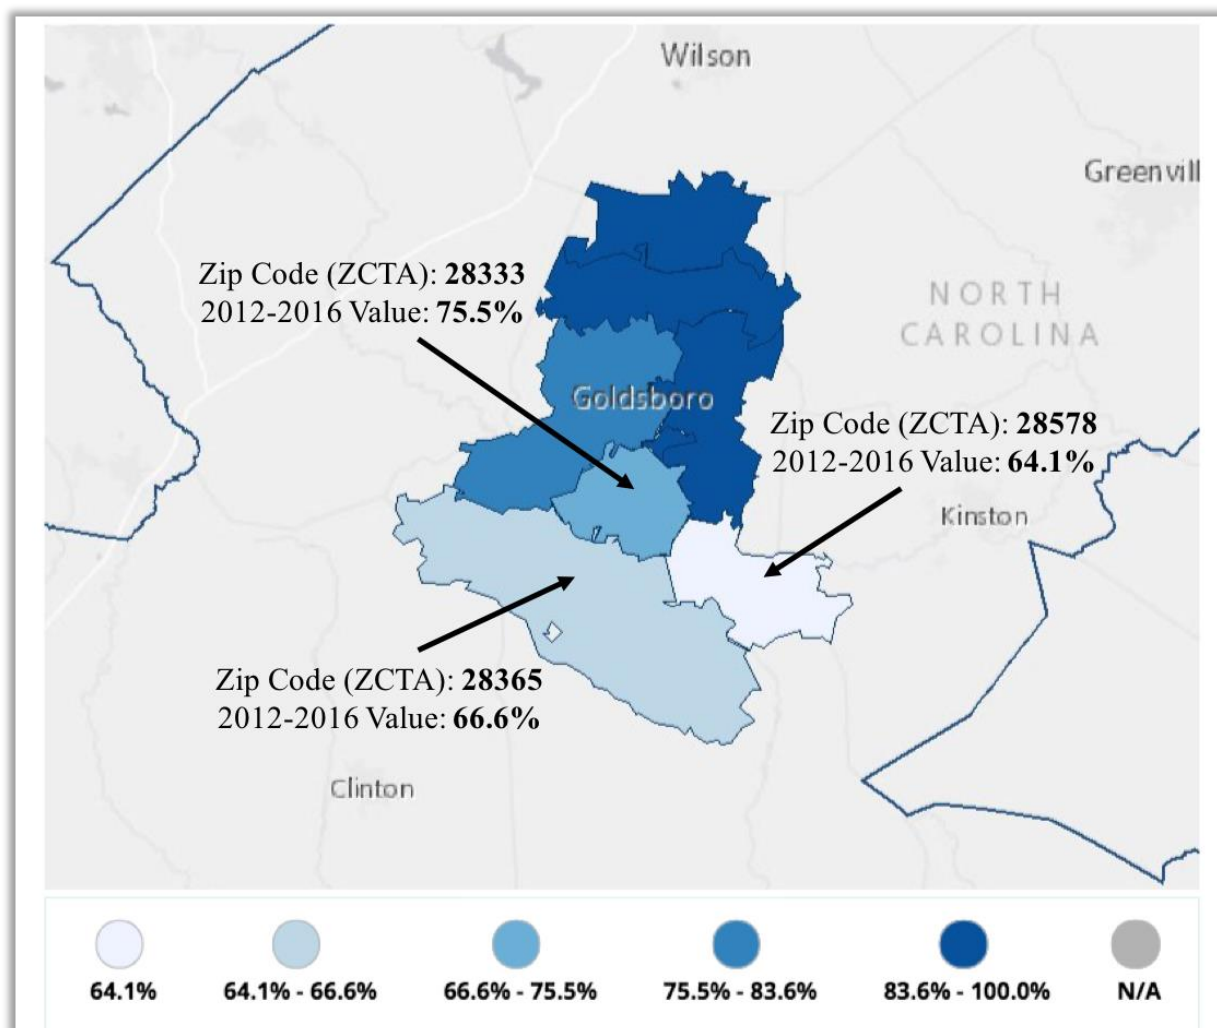 Wilson
Greenvill
Zip Code (ZCTA): 28333
2012-2016 Value: 75.5%
NORTH
CAROLINA
Goldsboro
Zip Code (ZCTA): 28578
2012-2016 Value: 64.1%
Kinston
Zip Code (ZCTA): 28365
2012-2016 Value: 66.6%
Clinton
64.1%
64.1% - 66.6%
66.6% - 75.5%
75.5% - 83.6%
83.6% - 100.0%
N/A